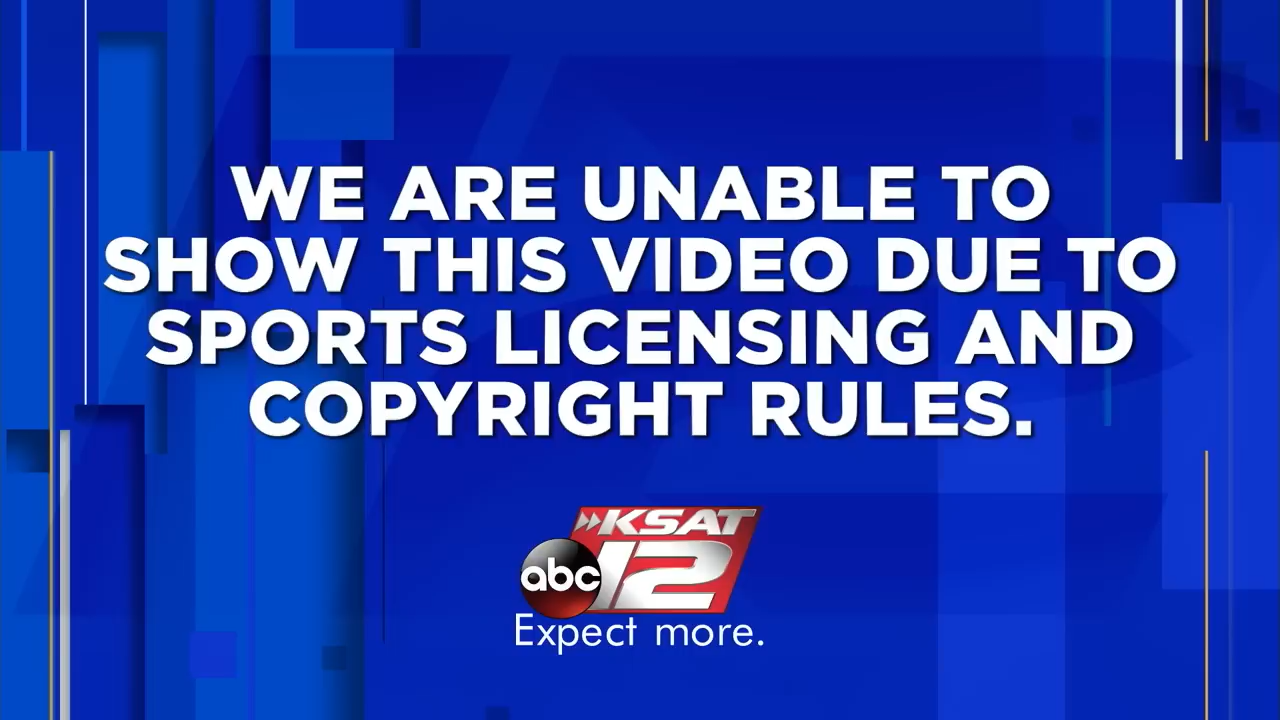 WE ARE UNABLE TO
SHOW THIS VIDEO DUE TO
SPORTS LICENSING AND
COPYRIGHT RULES.
KSAT
abc 12
Expect more.